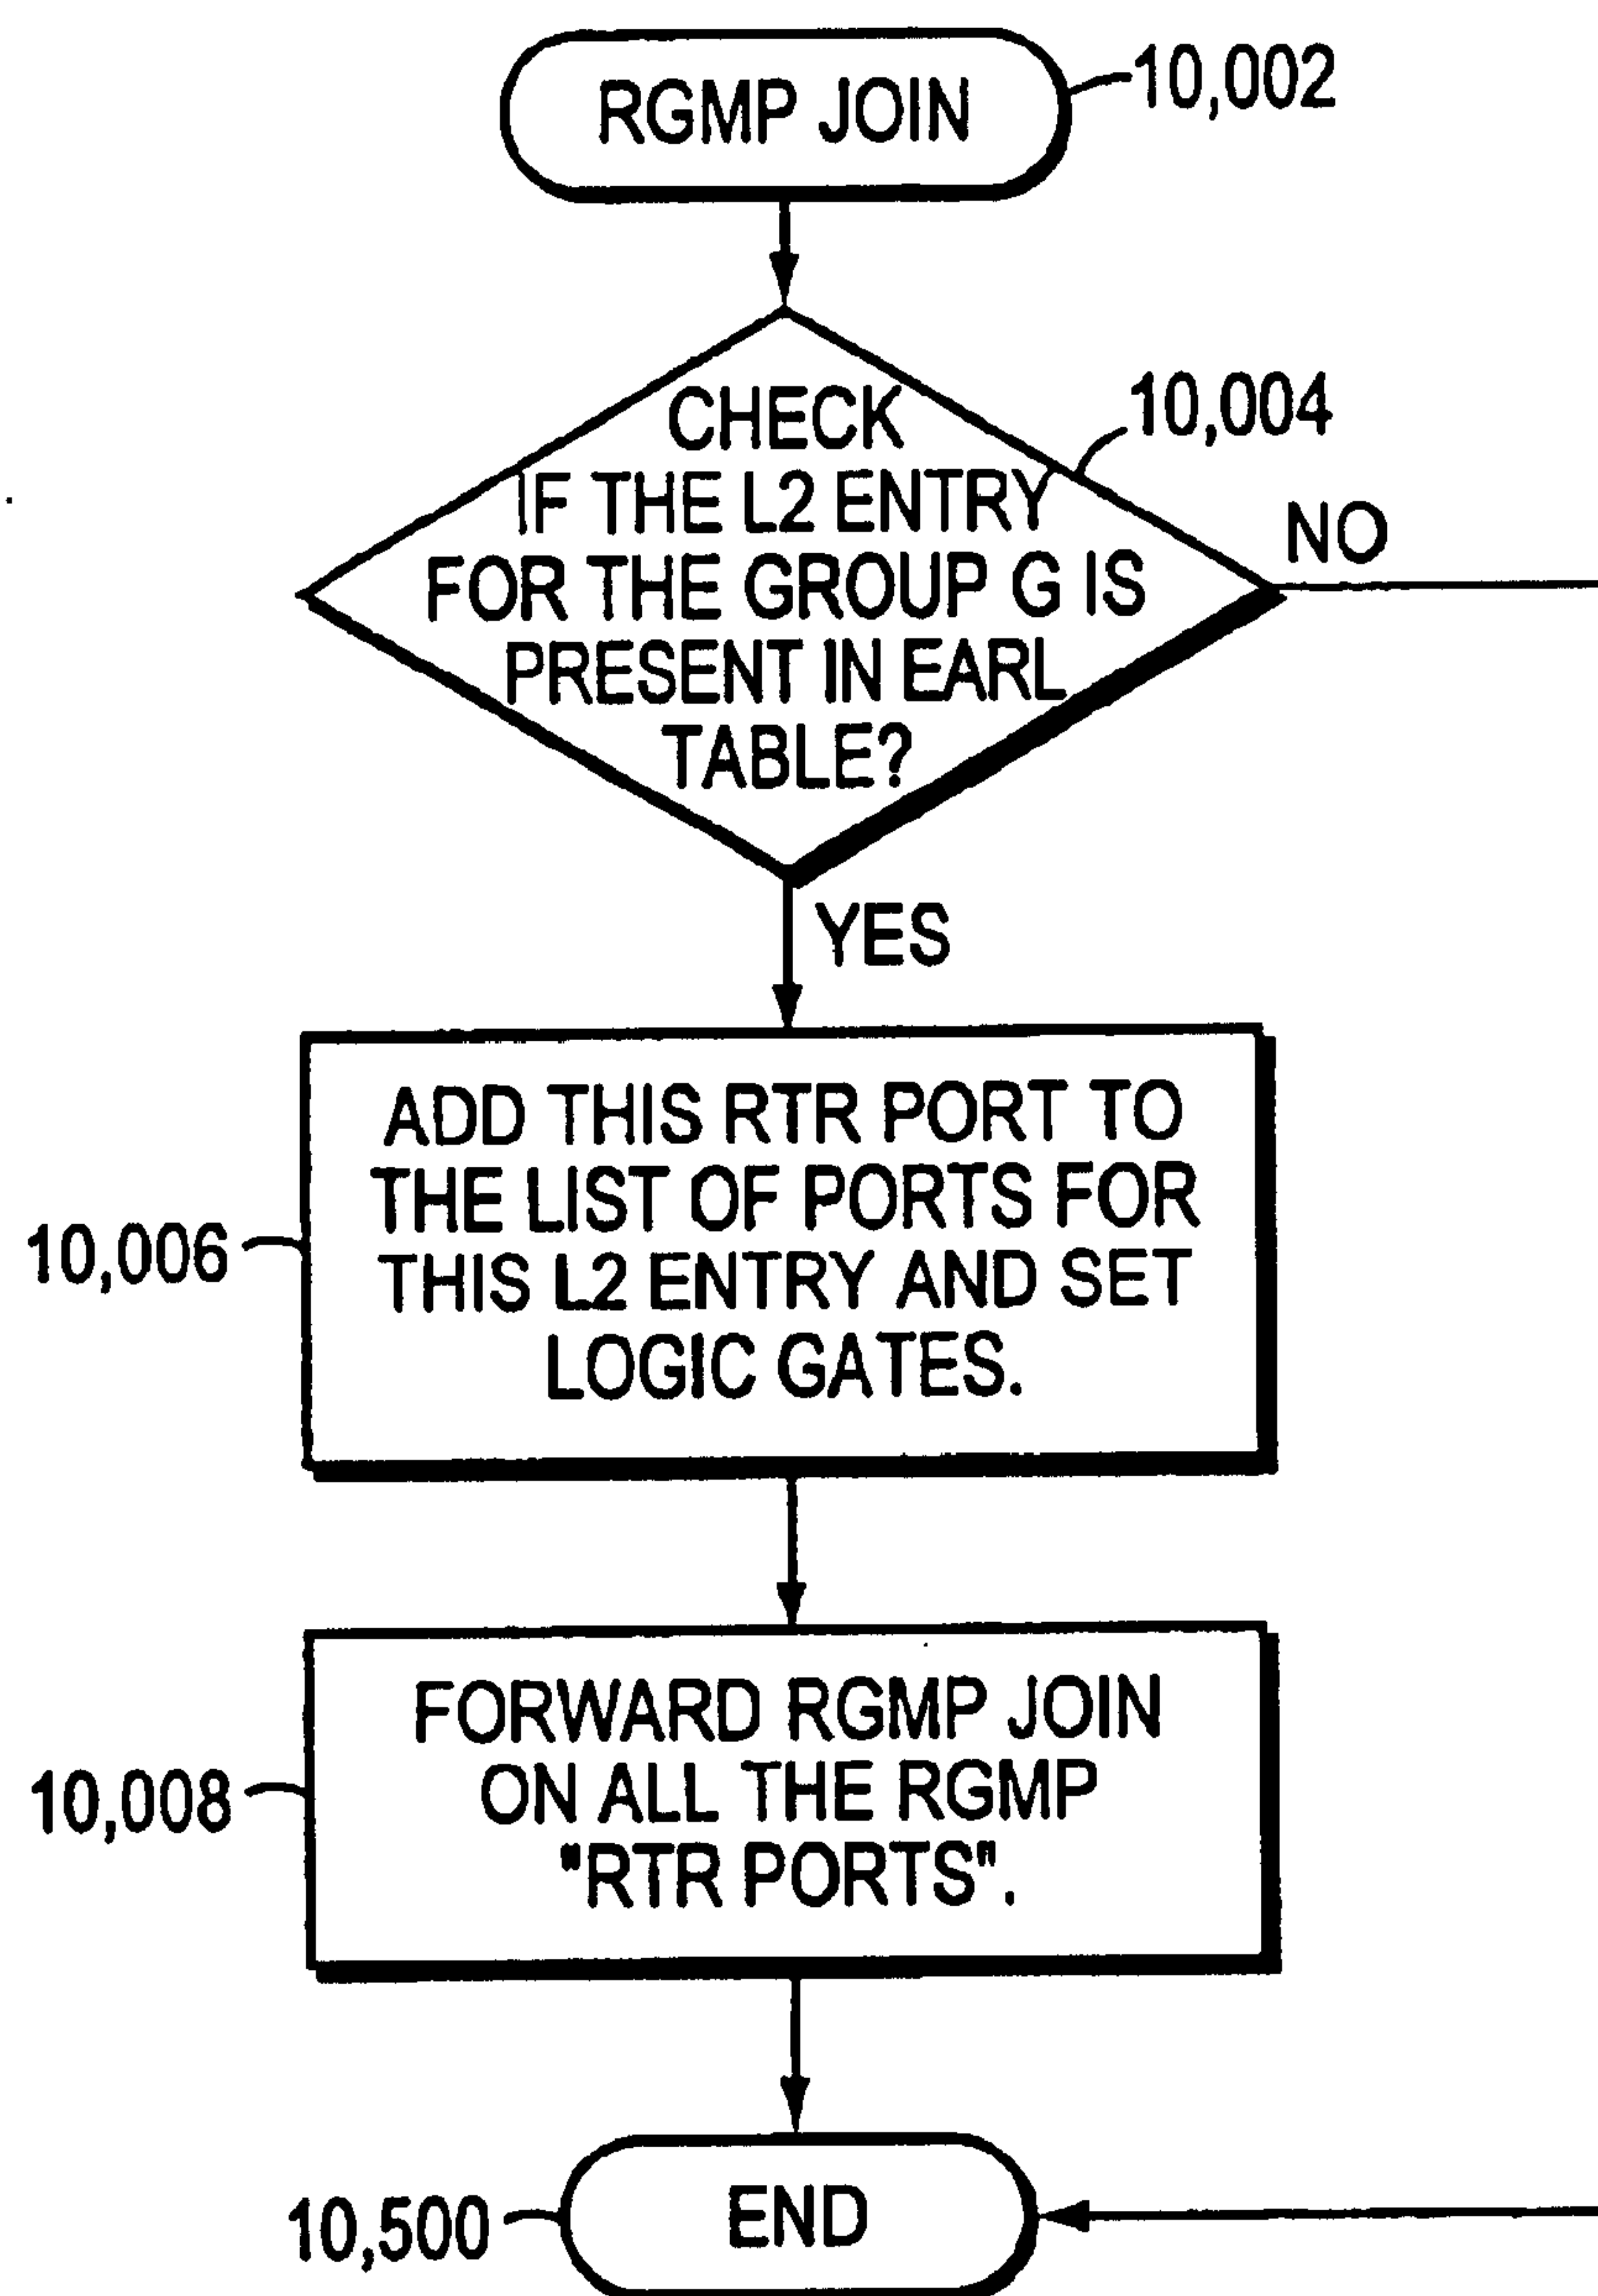 RGMP JOIN
10,002
CHECK
IF THE L2 ENTRY
FOR THE GROUP G IS
PRESENT IN EARL
TABLE?
10,004
NO
YES
ADD THIS RTR PORT TO
THE LIST OF PORTS FOR
THIS L2 ENTRY AND SET
LOGIC GATES.
10,006
FORWARD RGMP JOIN
ON ALL THE RGMP
"RTR PORTS".
10,008
END
10,500